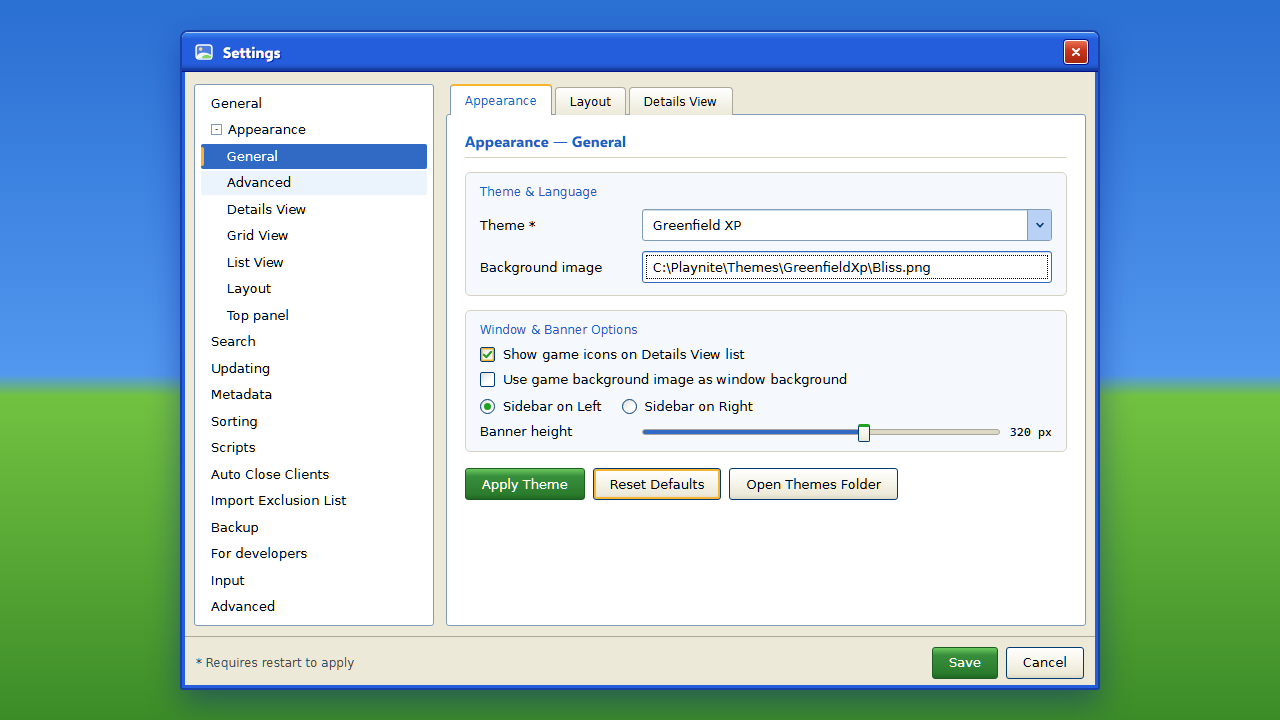 Settings
General
Appearance
General
Advanced
Details View
Grid View
List View
Layout
Top panel
Search
Updating
Metadata
Sorting
Scripts
Auto Close Clients
Import Exclusion List
Backup
For developers
Input
Advanced
Appearance Layout Details View
Appearance — General
Theme & Language
Theme * Greenfield XP
Background image C:\Playnite\Themes\GreenfieldXp\Bliss.png
Window & Banner Options
Show game icons on Details View list
Use game background image as window background
Sidebar on Left Sidebar on Right
Banner height 320 px
Apply Theme Reset Defaults Open Themes Folder
* Requires restart to apply
Save Cancel